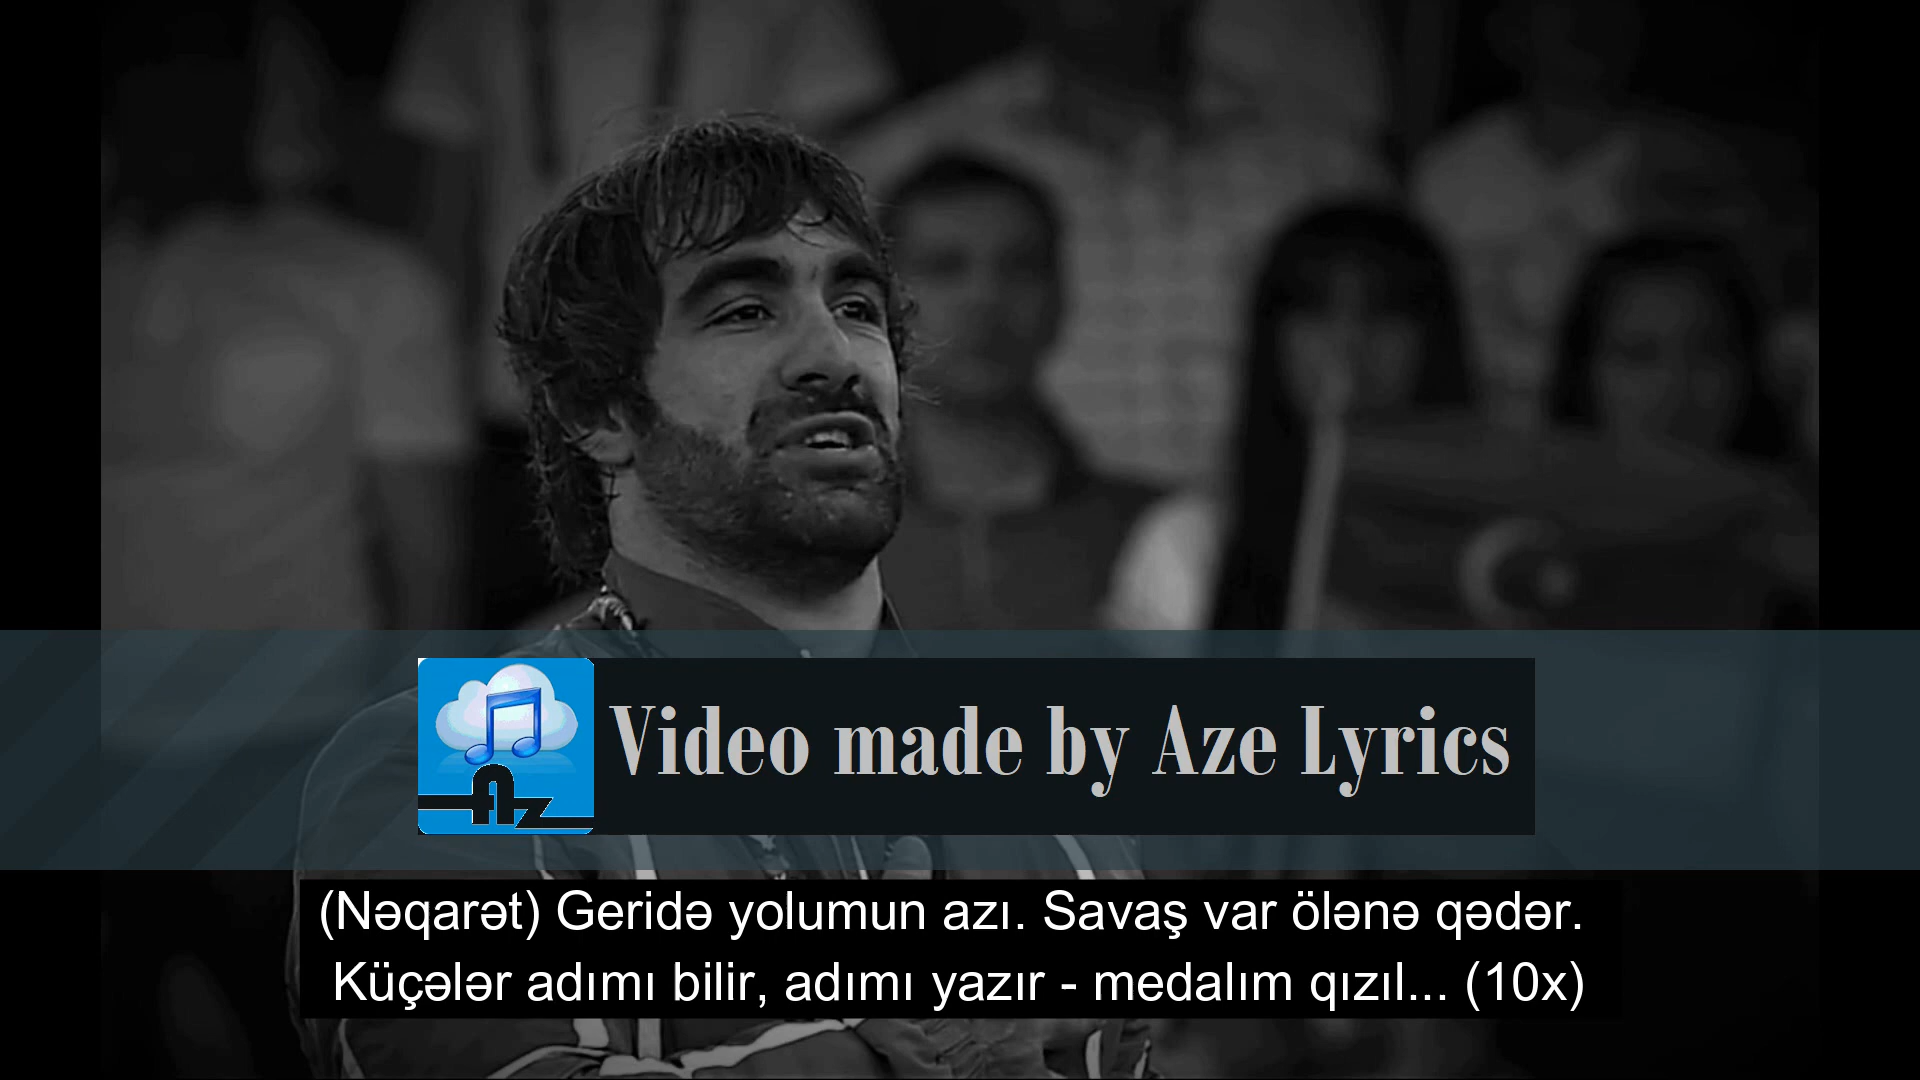 Az
Video made by Aze Lyrics
(Nəqarət) Geridə yolumun azı. Savaş var ölənə qədər.
Küçələr adımı bilir, adımı yazır - medalım qızıl... (10x)